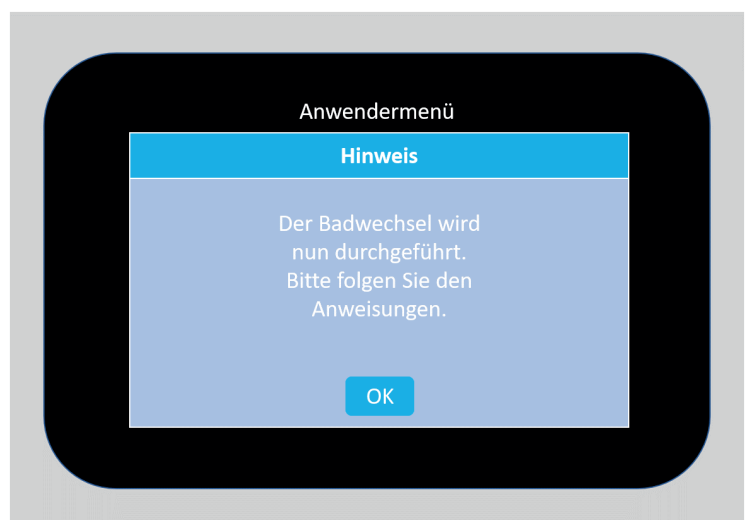 Anwendermenü
Hinweis
Der Badwechsel wird
nun durchgeführt.
Bitte folgen Sie den
Anweisungen.
OK